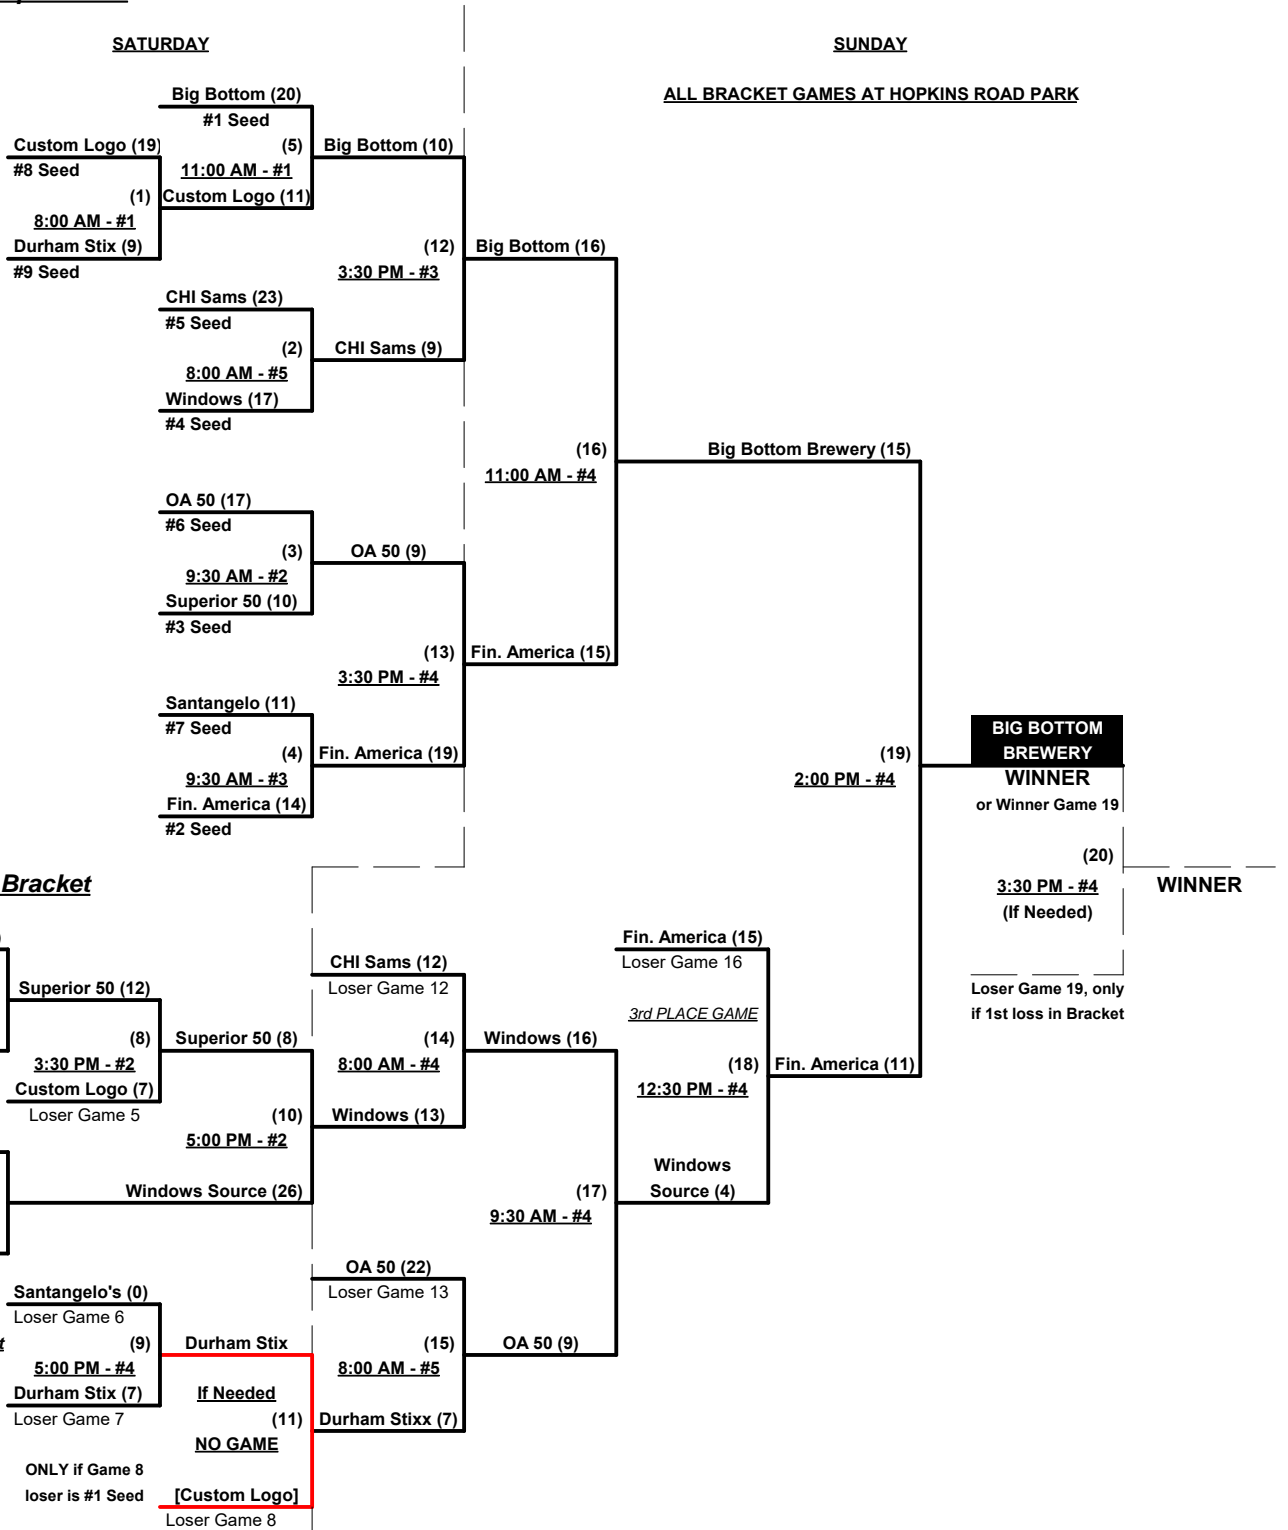 SATURDAY
SUNDAY
Big Bottom (20)
ALL BRACKET GAMES AT HOPKINS ROAD PARK
#1 Seed
Custom Logo (19)
(5)
Big Bottom (10)
#8 Seed
11:00 AM - #1
(1)
Custom Logo (11)
8:00 AM - #1
Durham Stix (9)
(12)
Big Bottom (16)
#9 Seed
3:30 PM - #3
CHI Sams (23)
#5 Seed
(2)
CHI Sams (9)
8:00 AM - #5
Windows (17)
#4 Seed
(16)
Big Bottom Brewery (15)
11:00 AM - #4
OA 50 (17)
#6 Seed
(3)
OA 50 (9)
9:30 AM - #2
Superior 50 (10)
#3 Seed
(13)
Fin. America (15)
3:30 PM - #4
Santangelo (11)
#7 Seed
BIG BOTTOM
BREWERY
(4)
Fin. America (19)
(19)
9:30 AM - #3
2:00 PM - #4
WINNER
Fin. America (14)
or Winner Game 19
#2 Seed
(20)
Bracket
3:30 PM - #4
WINNER
(If Needed)
Fin. America (15)
CHI Sams (12)
Loser Game 16
Superior 50 (12)
Loser Game 12
Loser Game 19, only
3rd PLACE GAME
if 1st loss in Bracket
(8)
Superior 50 (8)
(14)
Windows (16)
3:30 PM - #2
8:00 AM - #4
(18)
Fin. America (11)
Custom Logo (7)
12:30 PM - #4
Loser Game 5
(10)
Windows (13)
5:00 PM - #2
Windows
Windows Source (26)
(17)
Source (4)
9:30 AM - #4
OA 50 (22)
Santangelo's (0)
Loser Game 13
Loser Game 6
(9)
Durham Stix
(15)
OA 50 (9)
5:00 PM - #4
8:00 AM - #5
Durham Stix (7)
If Needed
Loser Game 7
(11)
Durham Stixx (7)
NO GAME
ONLY if Game 8
loser is #1 Seed
[Custom Logo]
Loser Game 8